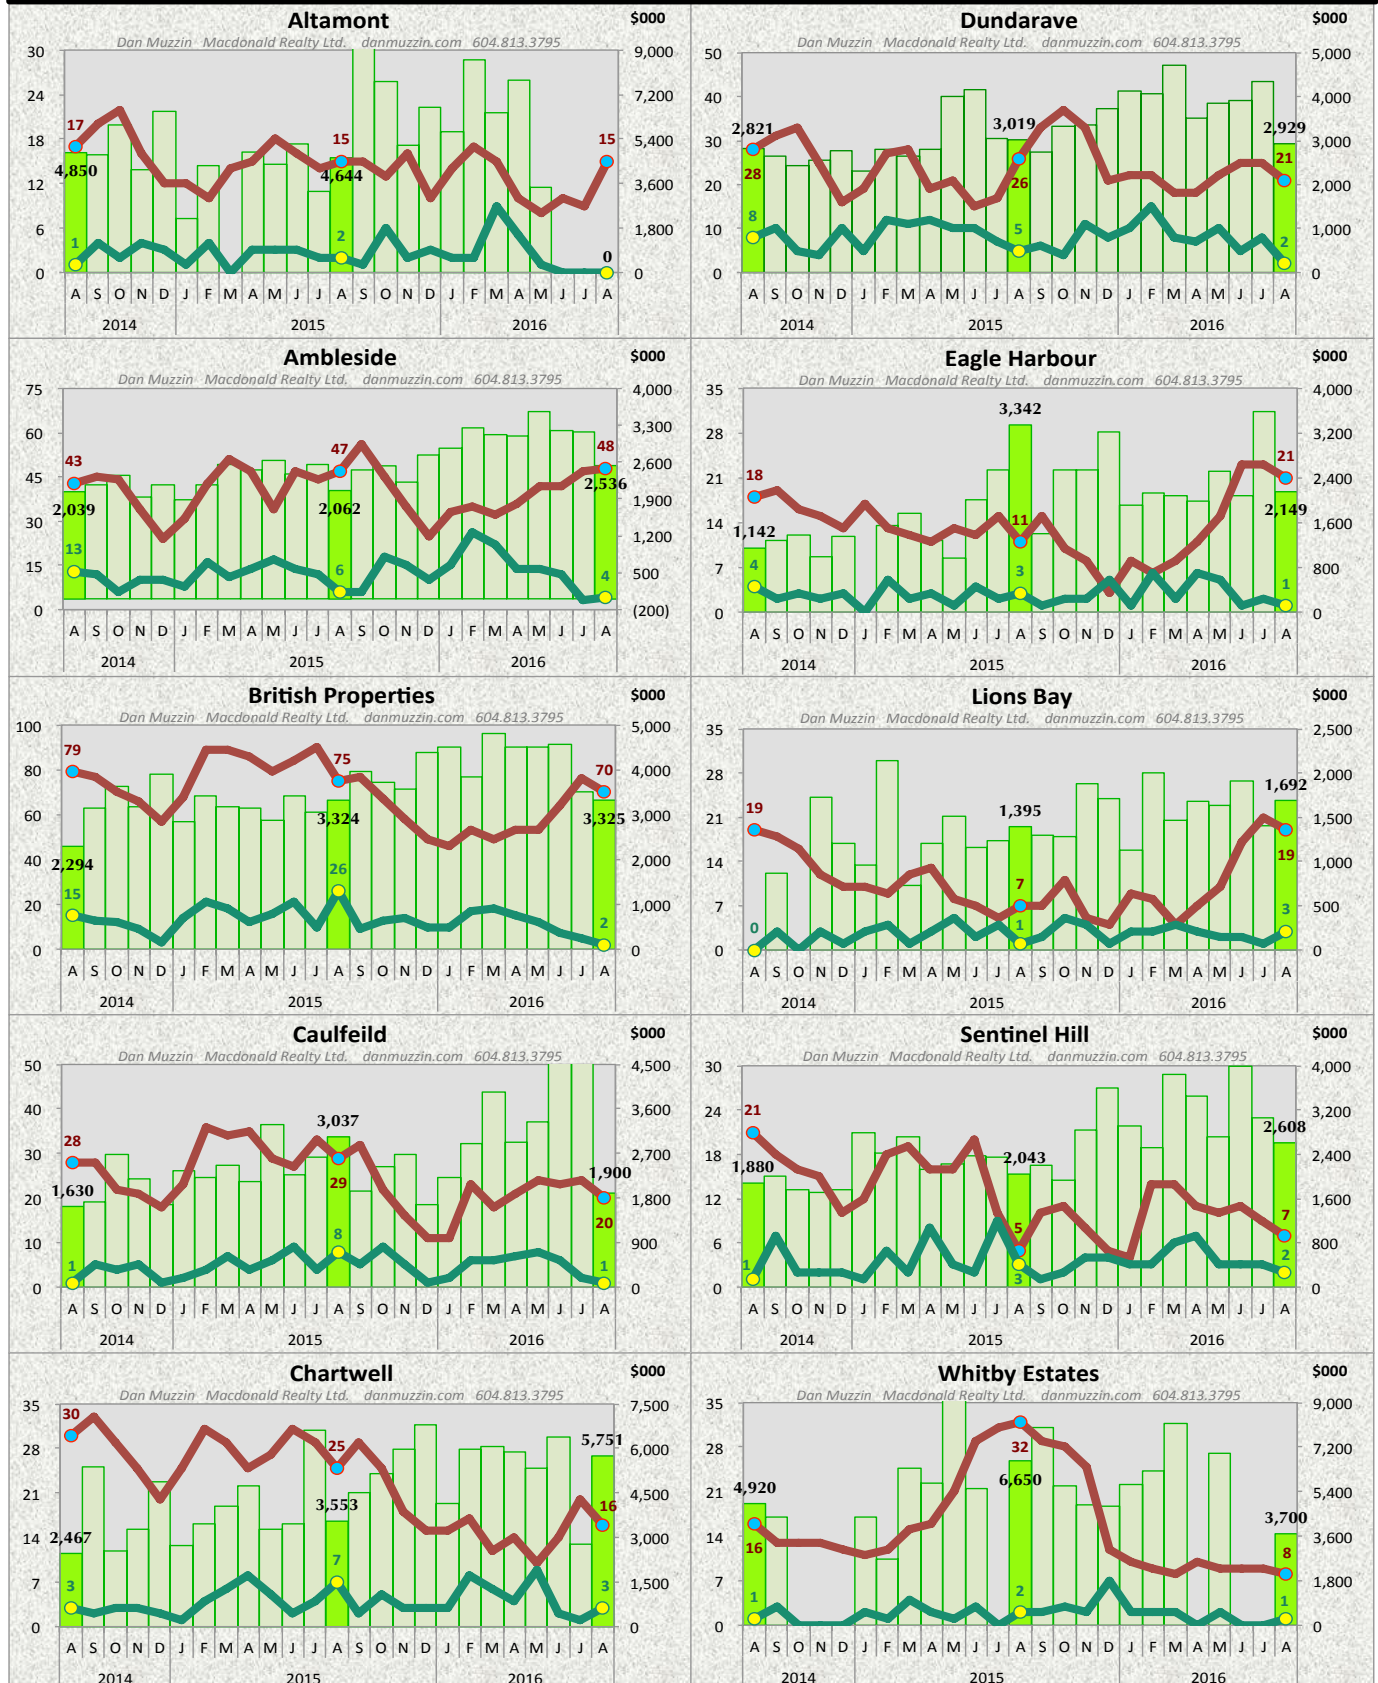 Altamont
$000
Dan Muzzin Macdonald Realty Ltd. danmuzzin.com 604.813.3795
30 9,000
24 7,200
18 5,400
12 3,600
6 1,800
0 0
17 15 15
4,850 4,644
1 2 0
A S O N D J F M A M J J A S O N D J F M A M J J A
2014 2015 2016
Dundarave
$000
Dan Muzzin Macdonald Realty Ltd. danmuzzin.com 604.813.3795
50 5,000
40 4,000
30 3,000
20 2,000
10 1,000
0 0
2,821 3,019 2,929
28 26 21
8 5 2
A S O N D J F M A M J J A S O N D J F M A M J J A
2014 2015 2016
Ambleside
$000
Dan Muzzin Macdonald Realty Ltd. danmuzzin.com 604.813.3795
75 4,000
60 3,300
45 2,600
30 1,900
15 1,200
0 500
(200)
43 47 48
2,039 2,062 2,536
13 6 4
A S O N D J F M A M J J A S O N D J F M A M J J A
2014 2015 2016
Eagle Harbour
$000
Dan Muzzin Macdonald Realty Ltd. danmuzzin.com 604.813.3795
35 4,000
28 3,200
21 2,400
14 1,600
7 800
0 0
18 11 21
1,142 3,342 2,149
4 3 1
A S O N D J F M A M J J A S O N D J F M A M J J A
2014 2015 2016
British Properties
$000
Dan Muzzin Macdonald Realty Ltd. danmuzzin.com 604.813.3795
100 5,000
80 4,000
60 3,000
40 2,000
20 1,000
0 0
79 75 70
2,294 3,324 3,325
15 26 2
A S O N D J F M A M J J A S O N D J F M A M J J A
2014 2015 2016
Lions Bay
$000
Dan Muzzin Macdonald Realty Ltd. danmuzzin.com 604.813.3795
35 2,500
28 2,000
21 1,500
14 1,000
7 500
0 0
19 7 19
1,395 1,692
0 1 3
A S O N D J F M A M J J A S O N D J F M A M J J A
2014 2015 2016
Caulfeild
$000
Dan Muzzin Macdonald Realty Ltd. danmuzzin.com 604.813.3795
50 4,500
40 3,600
30 2,700
20 1,800
10 900
0 0
28 29 20
1,630 3,037 1,900
1 8 1
A S O N D J F M A M J J A S O N D J F M A M J J A
2014 2015 2016
Sentinel Hill
$000
Dan Muzzin Macdonald Realty Ltd. danmuzzin.com 604.813.3795
30 4,000
24 3,200
18 2,400
12 1,600
6 800
0 0
21 5 7
1,880 2,043 2,608
1 3 2
A S O N D J F M A M J J A S O N D J F M A M J J A
2014 2015 2016
Chartwell
$000
Dan Muzzin Macdonald Realty Ltd. danmuzzin.com 604.813.3795
35 7,500
28 6,000
21 4,500
14 3,000
7 1,500
0 0
30 25 16
2,467 3,553 5,751
3 7 3
A S O N D J F M A M J J A S O N D J F M A M J J A
2014 2015 2016
Whitby Estates
$000
Dan Muzzin Macdonald Realty Ltd. danmuzzin.com 604.813.3795
35 9,000
28 7,200
21 5,400
14 3,600
7 1,800
0 0
16 32 8
4,920 6,650 3,700
1 2 1
A S O N D J F M A M J J A S O N D J F M A M J J A
2014 2015 2016